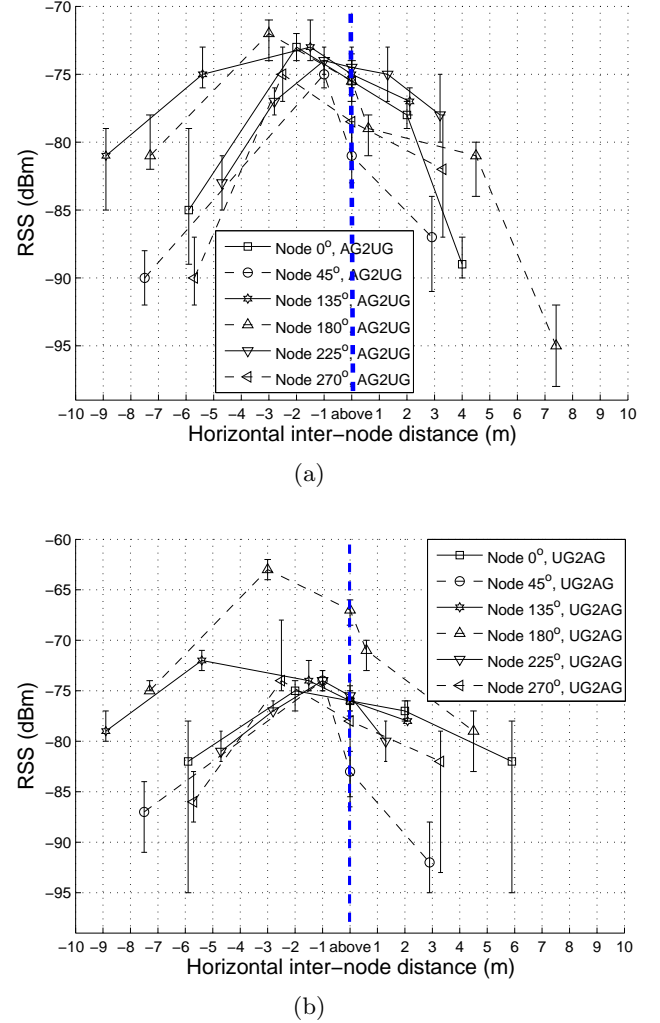 −70
−75
−80
−85
−90
−95
RSS (dBm)
Node 0°, AG2UG
Node 45°, AG2UG
Node 135°, AG2UG
Node 180°, AG2UG
Node 225°, AG2UG
Node 270°, AG2UG
−10 −9 −8 −7 −6 −5 −4 −3 −2 −1 above 1 2 3 4 5 6 7 8 9 10
Horizontal inter−node distance (m)
(a)
−60
−65
−70
−75
−80
−85
−90
−95
RSS (dBm)
Node 0°, UG2AG
Node 45°, UG2AG
Node 135°, UG2AG
Node 180°, UG2AG
Node 225°, UG2AG
Node 270°, UG2AG
−10 −9 −8 −7 −6 −5 −4 −3 −2 −1 above 1 2 3 4 5 6 7 8 9 10
Horizontal inter−node distance (m)
(b)